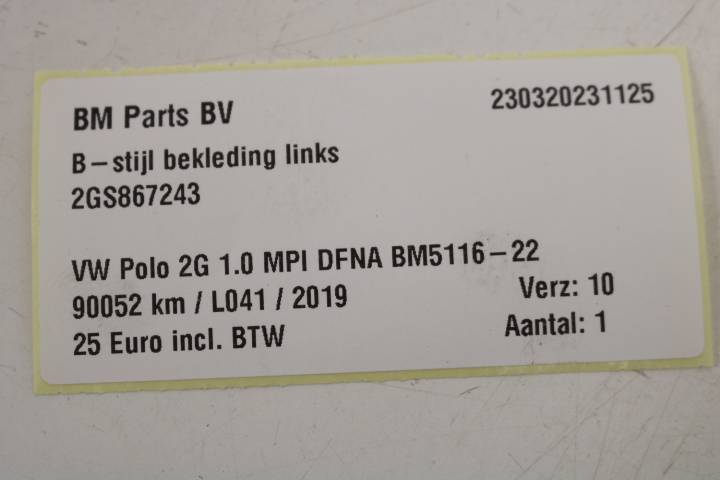 BM Parts BV 230320231125
B-stijl bekleding links
2GS867243
VW Polo 2G 1.0 MPI DFNA BM5116-22
90052 km / L041 / 2019 Verz: 10
25 Euro incl. BTW Aantal: 1